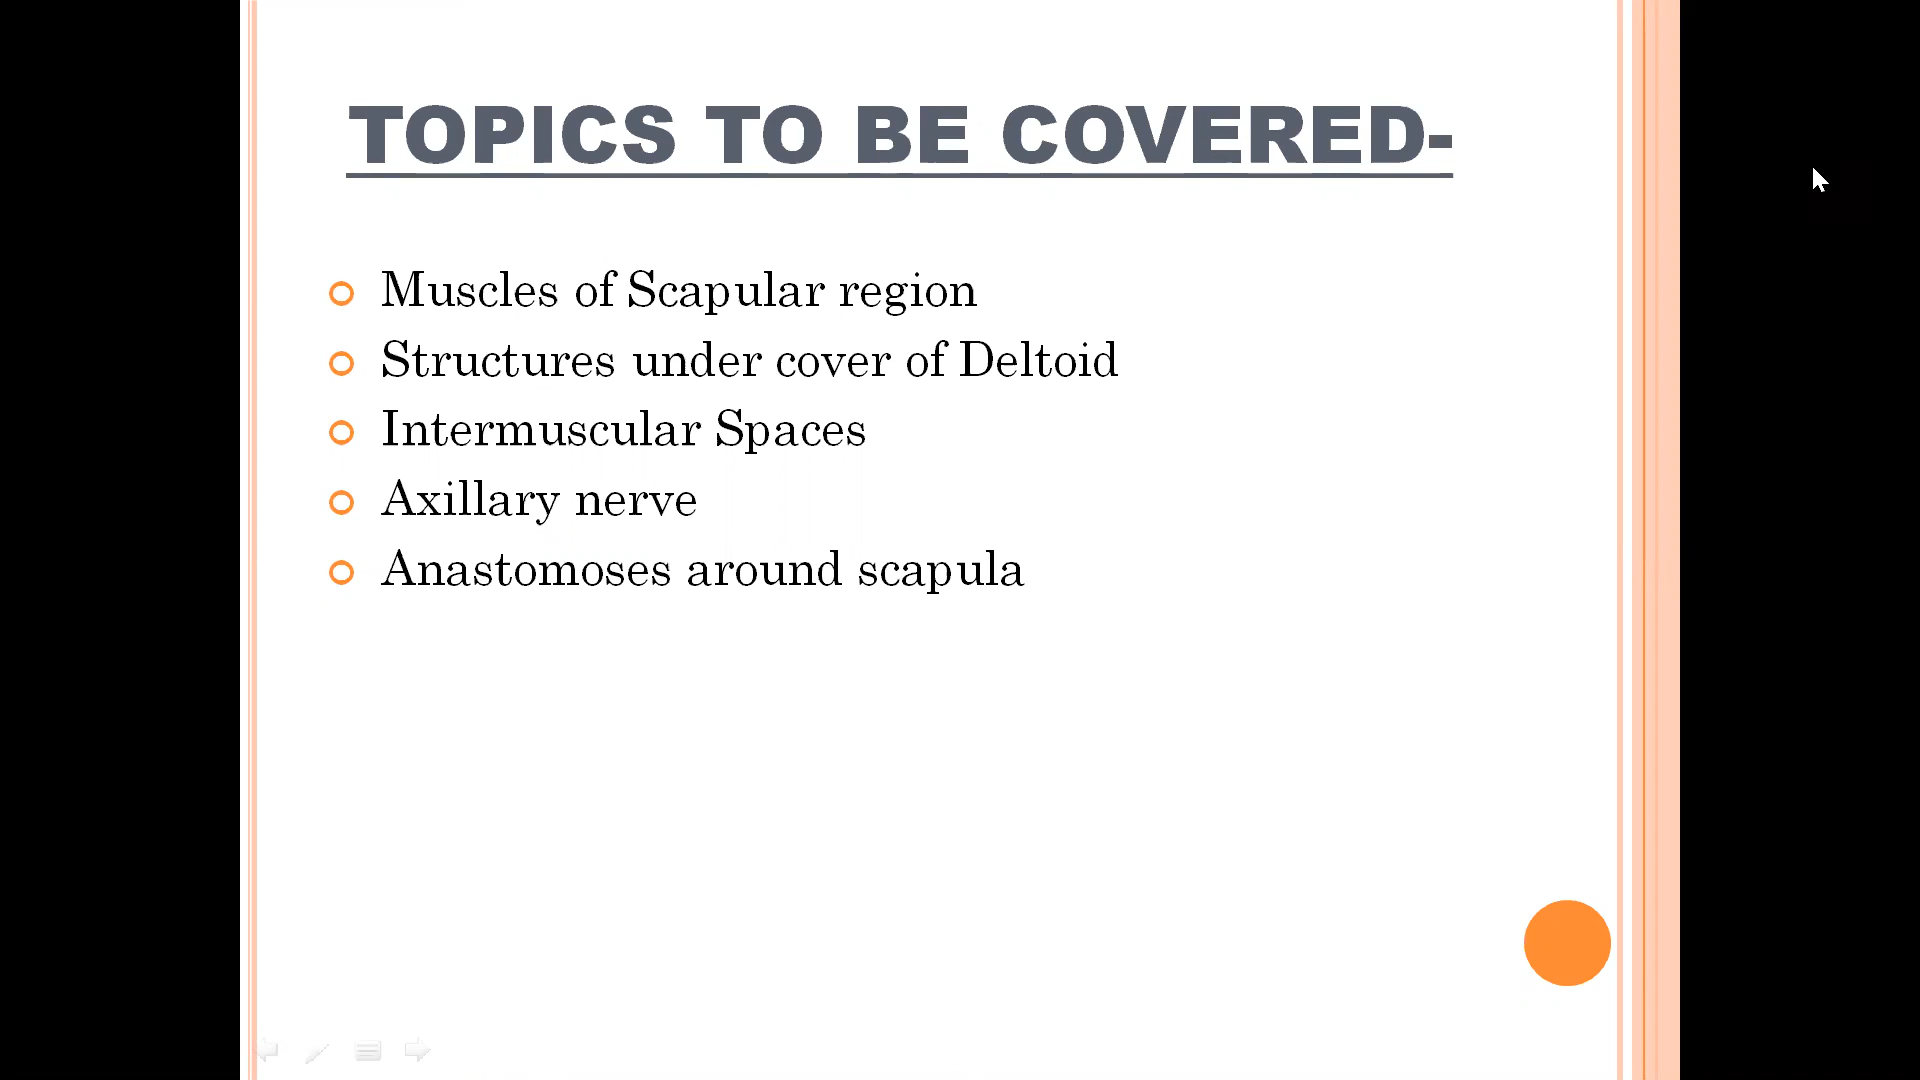 TOPICS TO BE COVERED-
Muscles of Scapular region
Structures under cover of Deltoid
Intermuscular Spaces
Axillary nerve
Anastomoses around scapula